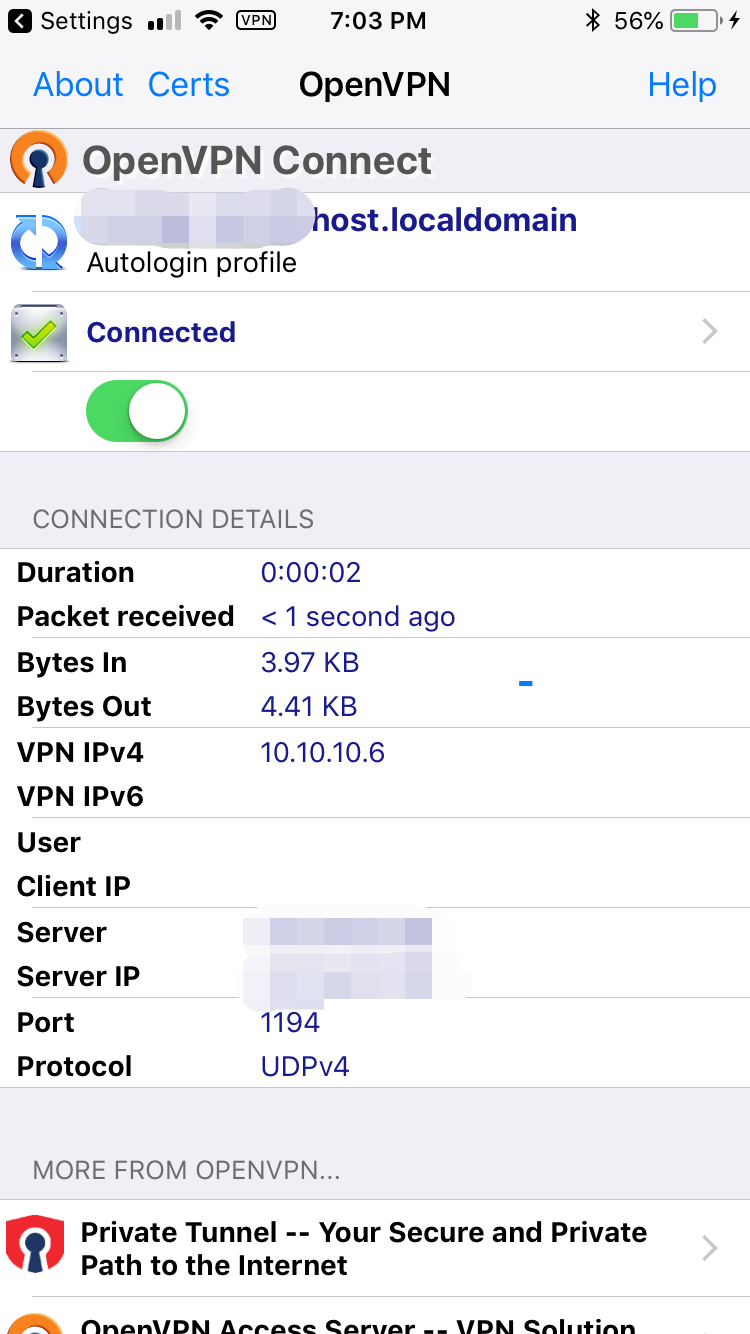 Settings VPN 7:03 PM 56%
About Certs OpenVPN Help
OpenVPN Connect
host.localdomain
Autologin profile
Connected
CONNECTION DETAILS
Duration 0:00:02
Packet received < 1 second ago
Bytes In 3.97 KB
Bytes Out 4.41 KB
VPN IPv4 10.10.10.6
VPN IPv6
User
Client IP
Server
Server IP
Port 1194
Protocol UDPv4
MORE FROM OPENVPN...
Private Tunnel -- Your Secure and Private
Path to the Internet
OpenVPN Access Server -- VPN Solution